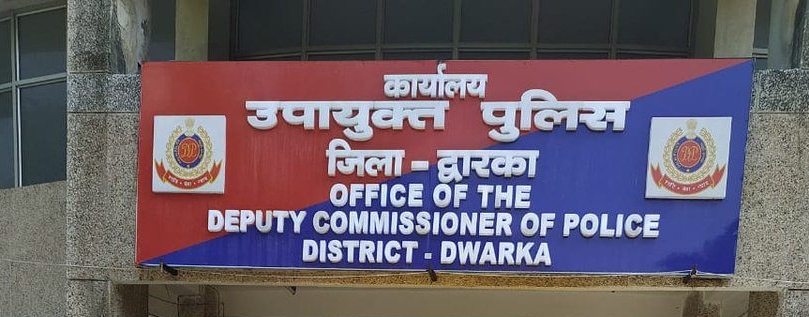 कार्यालय
उपायुक्त पुलिस
जिला - द्वारका
OFFICE OF THE
DEPUTY COMMISSIONER OF POLICE
DISTRICT - DWARKA